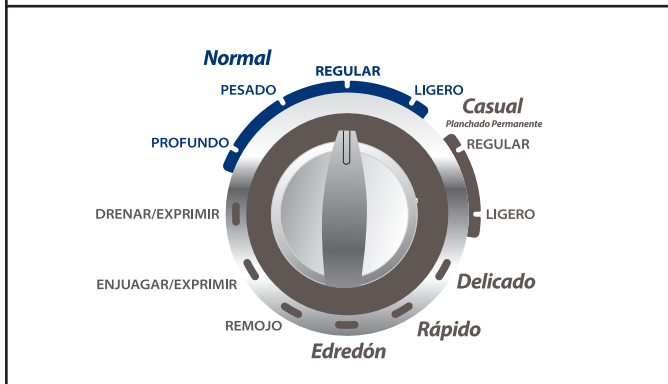 Normal
REGULAR
PESADO
LIGERO
Casual
Planchado Permanente
PROFUNDO
REGULAR
DRENAR/EXPRIMIR
LIGERO
ENJUAGAR/EXPRIMIR
Delicado
REMOJO
Rápido
Edredón